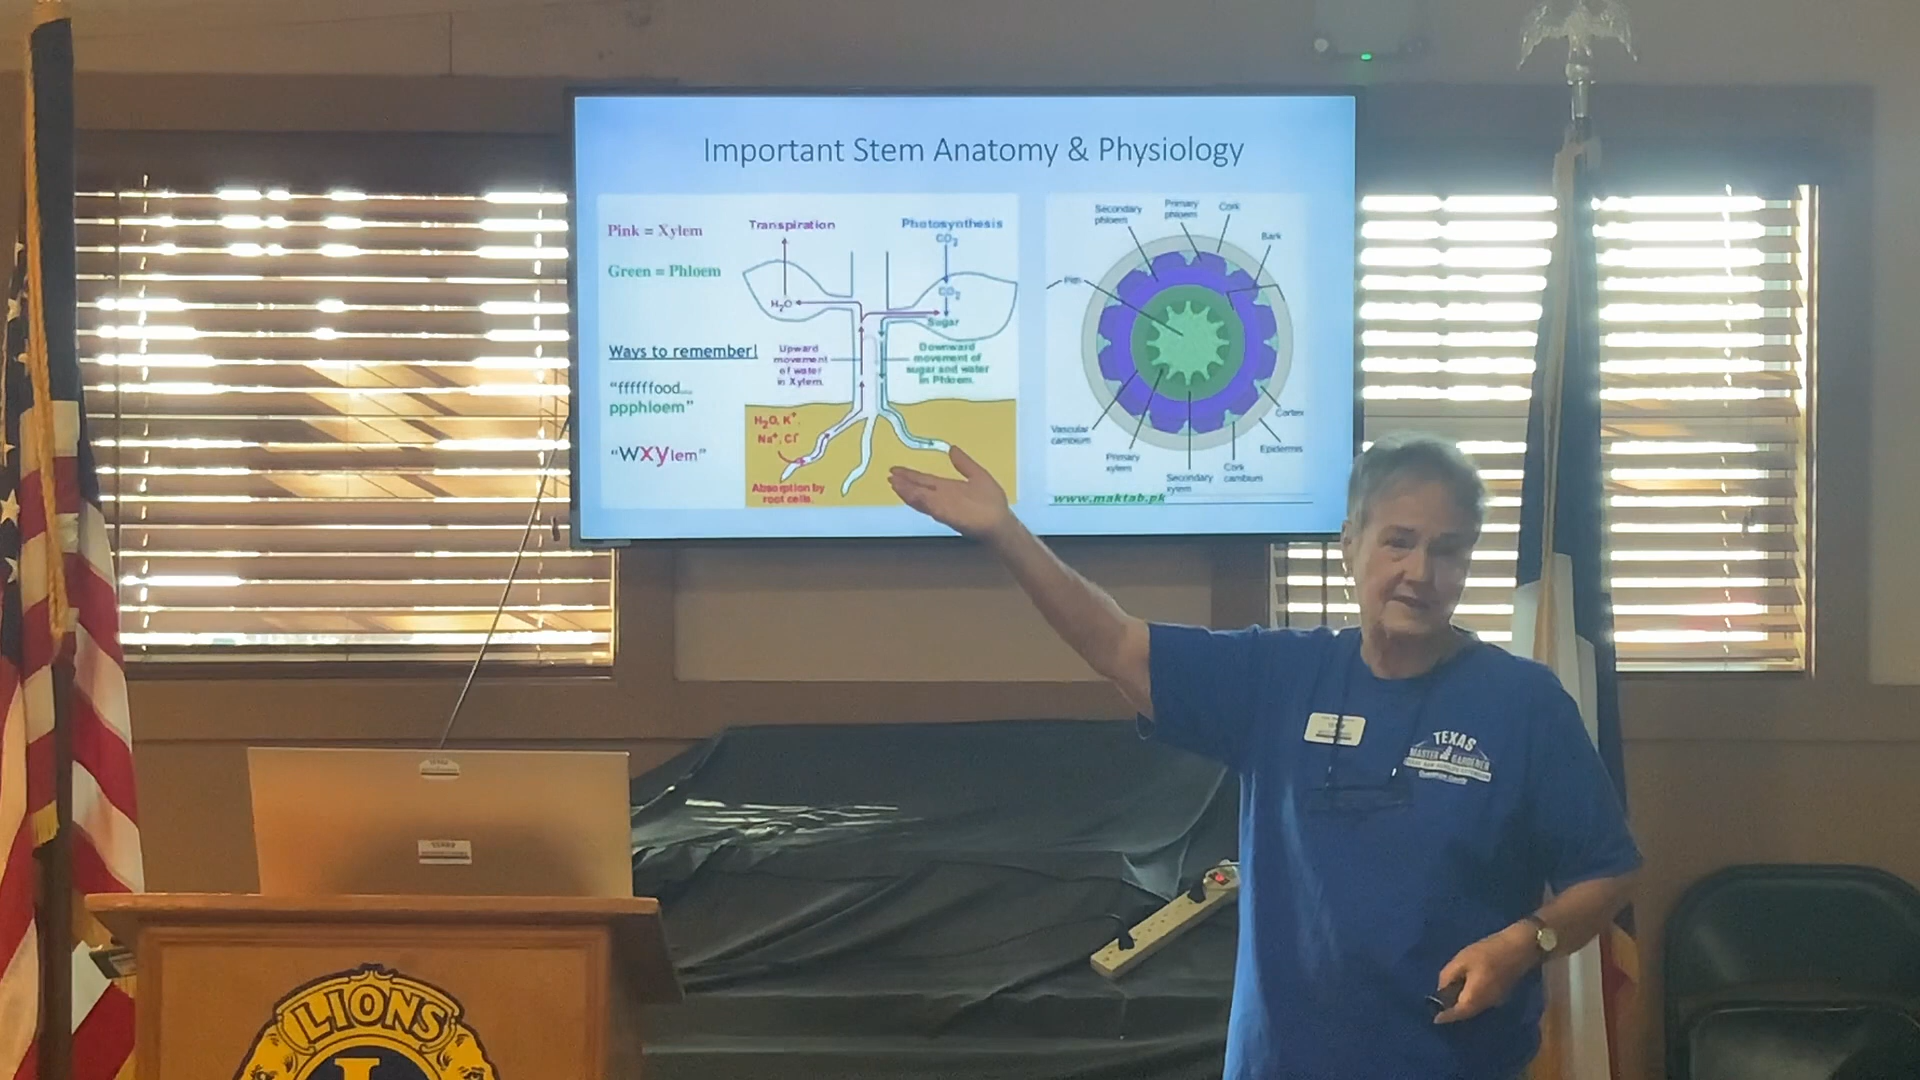 Important Stem Anatomy & Physiology
Pink = Xylem
Green = Phloem
Ways to remember!
“ffffffood....
ppphloem”
“wxylem”
Transpiration
H₂O
Photosynthesis
CO₂
CO₂
Sugar
Upward
movement
of water
in Xylem.
Downward
movement of
sugar and water
in Phloem.
H₂O, K⁺,
Na⁺, Cl⁻
Absorption by
root cells.
Secondary
phloem
Primary
phloem
Cork
Bark
Pith
Cortex
Epidermis
Cork
cambium
Secondary
xylem
Primary
xylem
Vascular
cambium
www.maktab.pk
TEXAS
MASTER GARDENER
LIONS
L